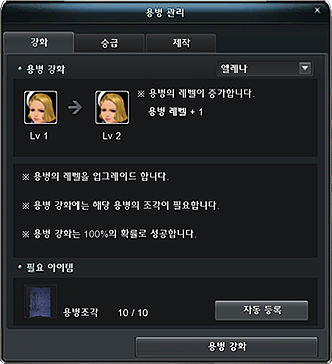 용병 관리
강화 승급 제작
• 용병 강화 엘레나
※ 용병의 레벨이 증가합니다.
용병 레벨 + 1
Lv 1 Lv 2
※ 용병의 레벨을 업그레이드 합니다.
※ 용병 강화에는 해당 용병의 조각이 필요합니다.
※ 용병 강화는 100%의 확률로 성공합니다.
• 필요 아이템
용병조각 10 / 10 자동 등록
용병 강화